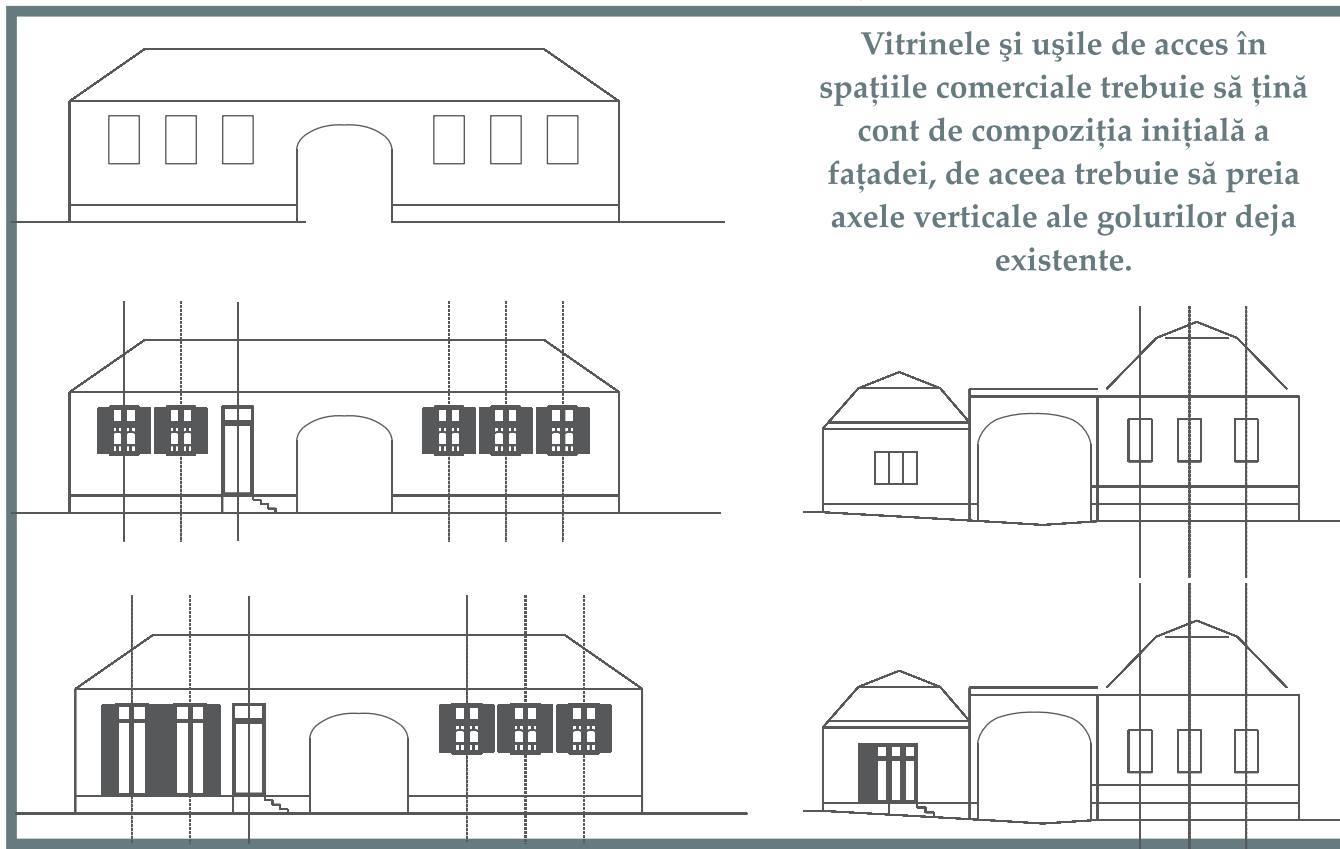 Vitrinele şi uşile de acces în
spațiile comerciale trebuie să țină
cont de compoziția inițială a
fațadei, de aceea trebuie să preia
axele verticale ale golurilor deja
existente.